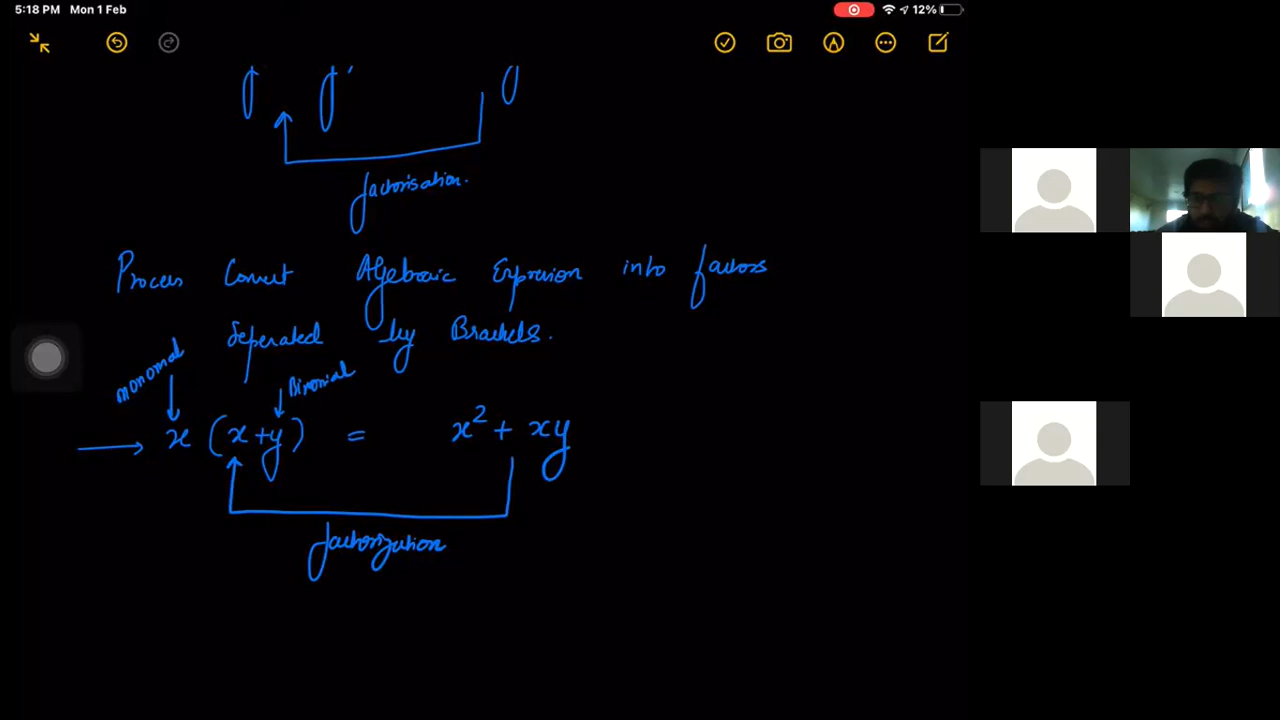 5:18 PM Mon 1 Feb 12%
factorisation.
Process Convert Algebraic Expression into factors
Seperated by Brackets.
monomial
Binomial
x (x+y) = x² + xy
factorization